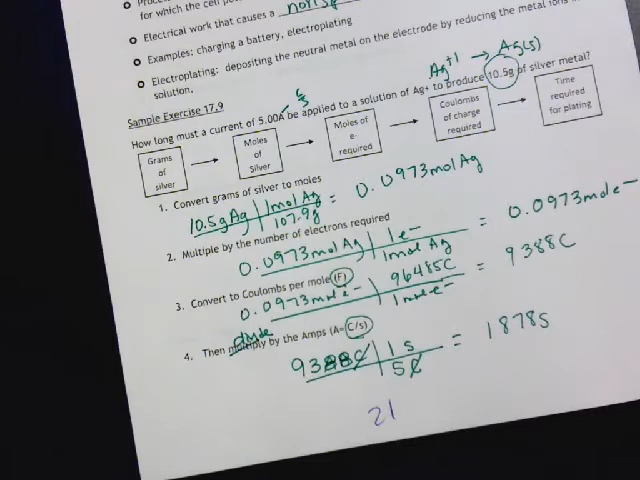 for which the cell po
Electrical work that causes a
Examples: charging a battery, electroplating
Electroplating: depositing the neutral metal on the electrode by reducing the metal ions in
solution.
Ag+1 → Ag(s)
Sample Exercise 17.9
C/s
How long must a current of 5.00A be applied to a solution of Ag+ to produce 10.5g of silver metal?
Grams of silver → Moles of Silver → Moles of e- required → Coulombs of charge required → Time required for plating
1. Convert grams of silver to moles
10.5g Ag | 1mol Ag = 0.0973mol Ag
107.9g
2. Multiple by the number of electrons required
0.0973mol Ag | 1e- = 0.0973mole-
1mol Ag
3. Convert to Coulombs per mole (F)
0.0973mole- | 96485C = 9388C
1mole-
divide
4. Then multiply by the Amps (A=C/s)
9388C | 1s = 1878s
5C
21